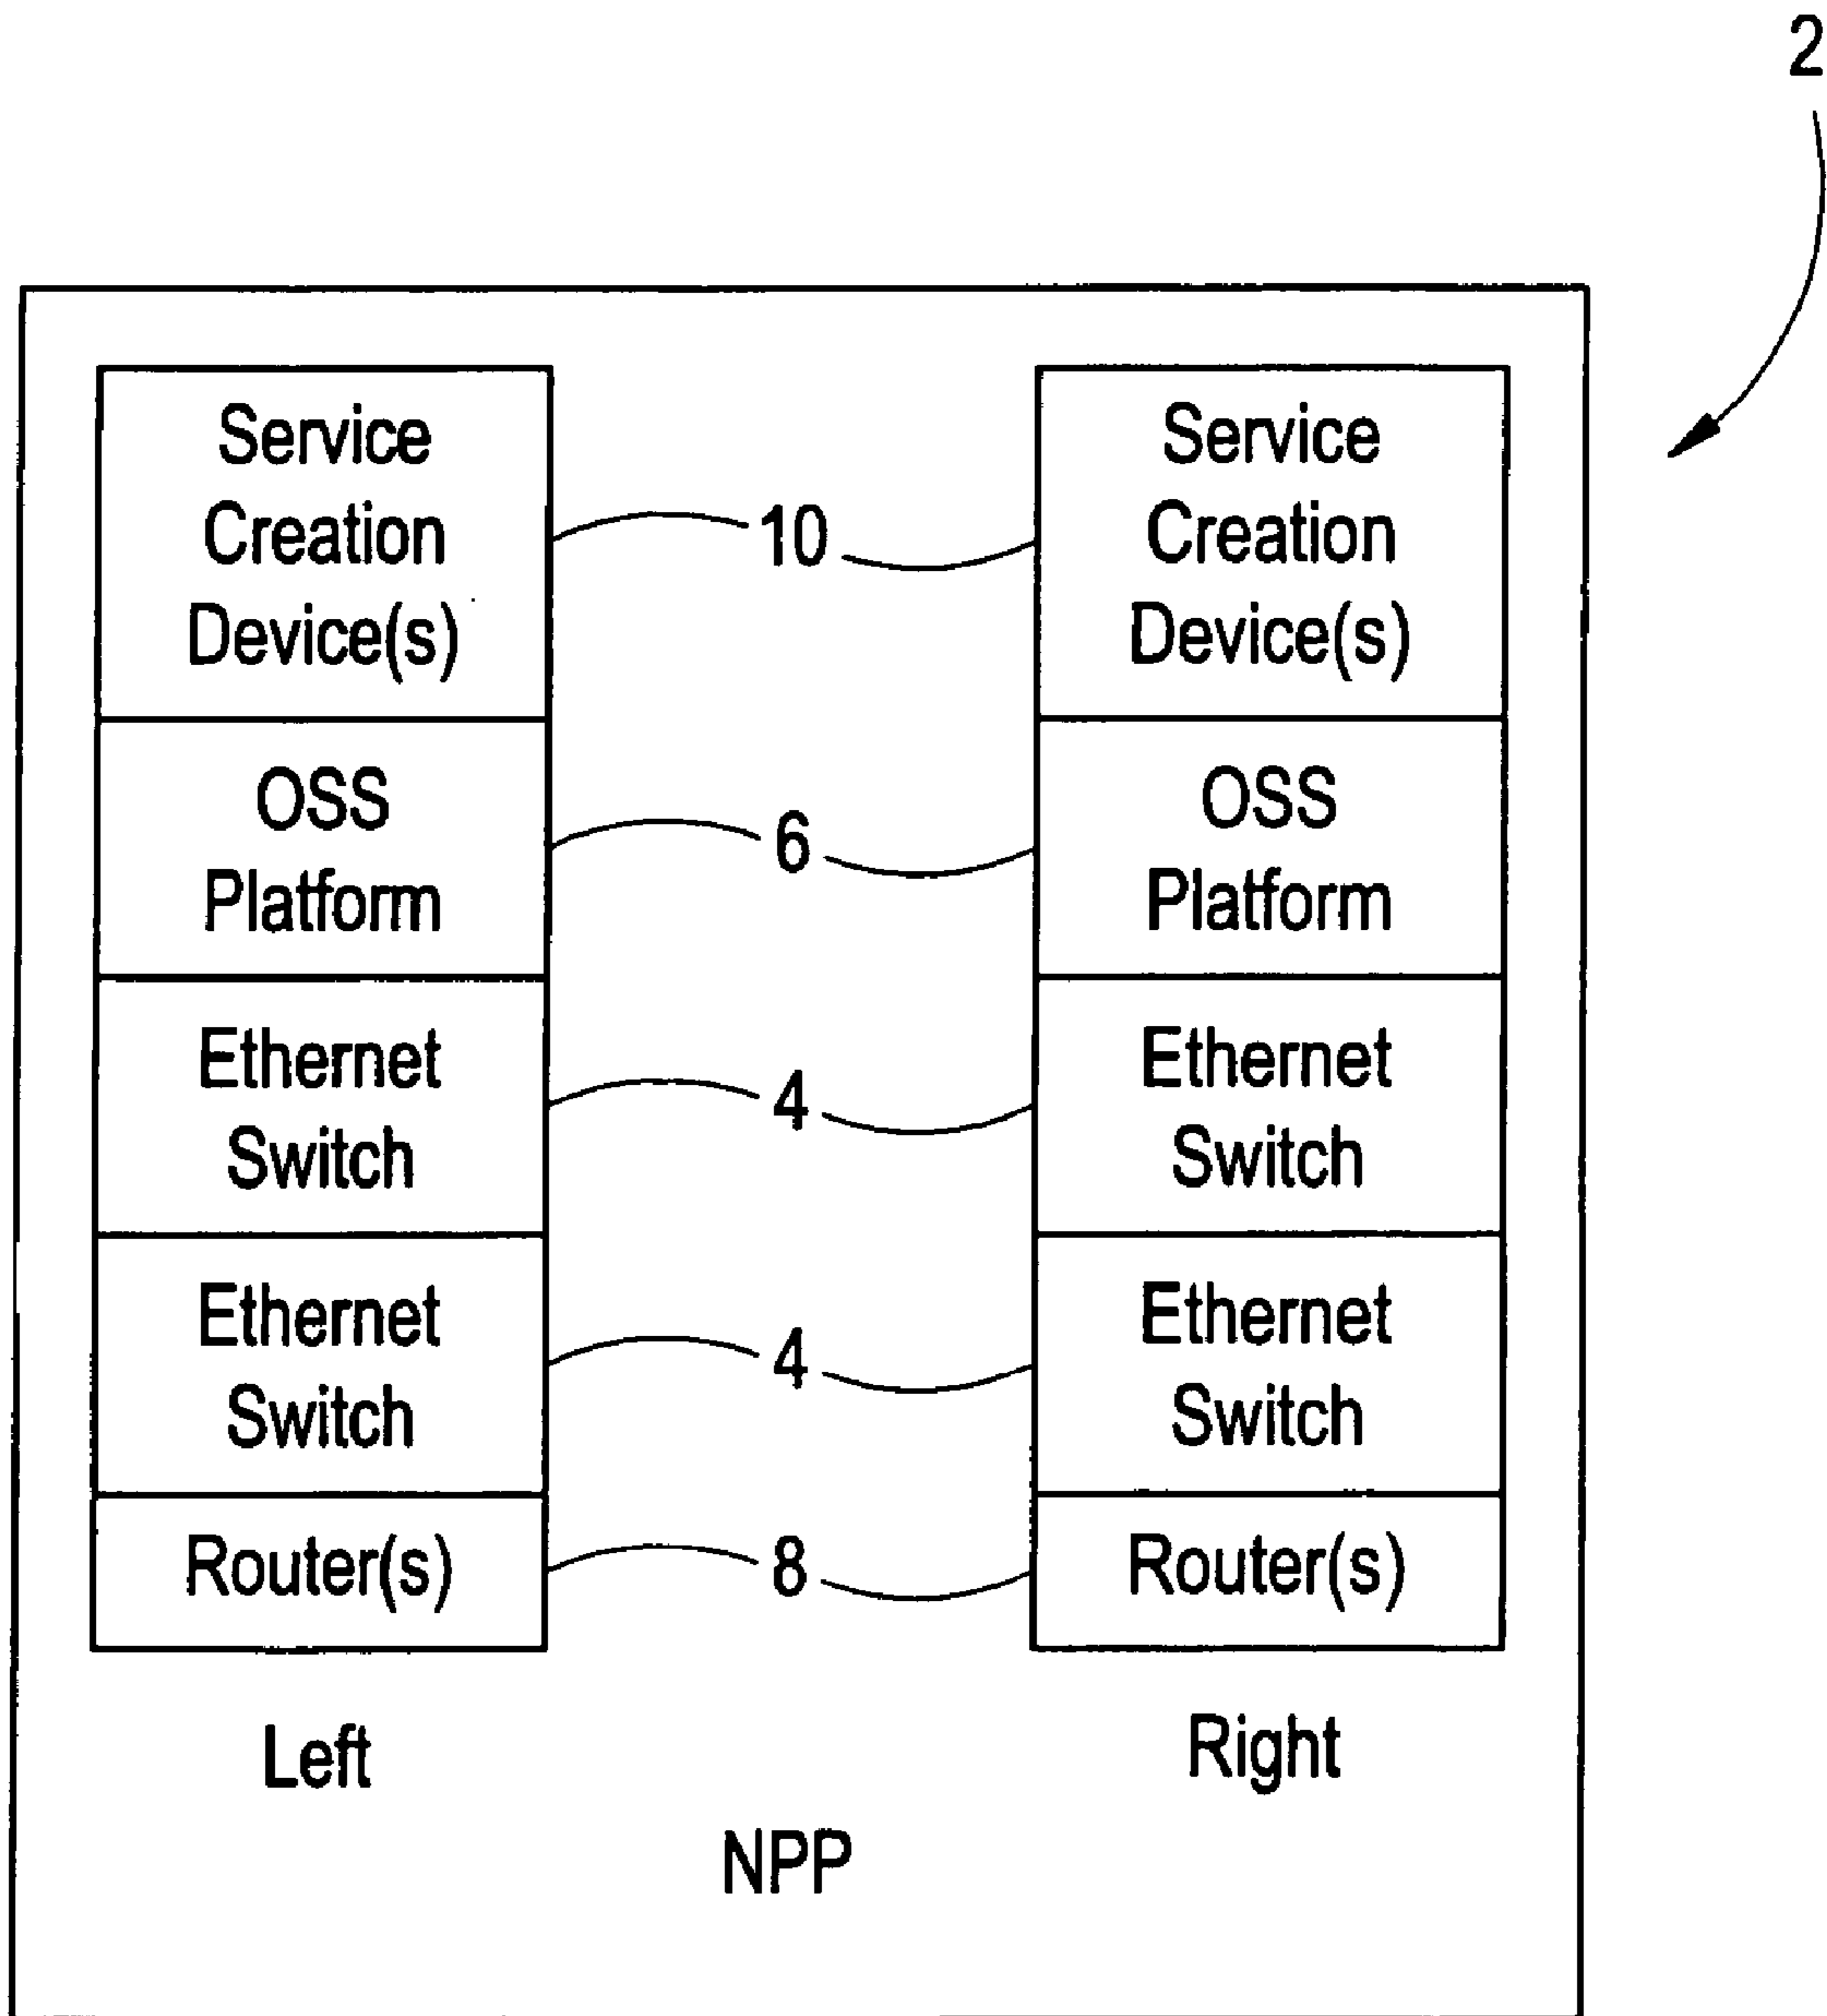 2
Service
Creation
Device(s)
10
Service
Creation
Device(s)
OSS
Platform
6
OSS
Platform
Ethernet
Switch
4
Ethernet
Switch
Ethernet
Switch
4
Ethernet
Switch
Router(s)
8
Router(s)
Left
Right
NPP